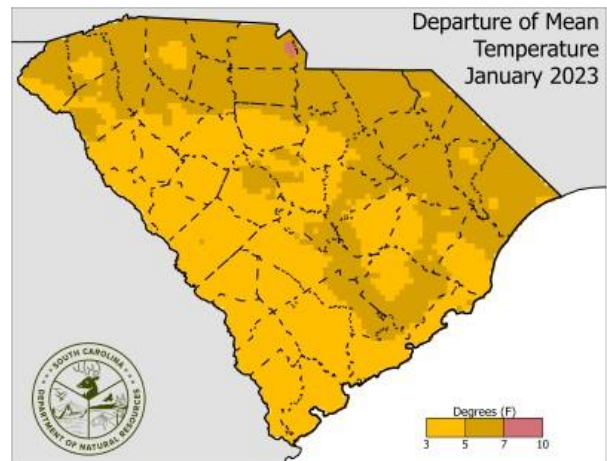 Departure of Mean
Temperature
January 2023
SOUTH CAROLINA
DEPARTMENT OF NATURAL RESOURCES
Degrees (F)
3 5 7 10